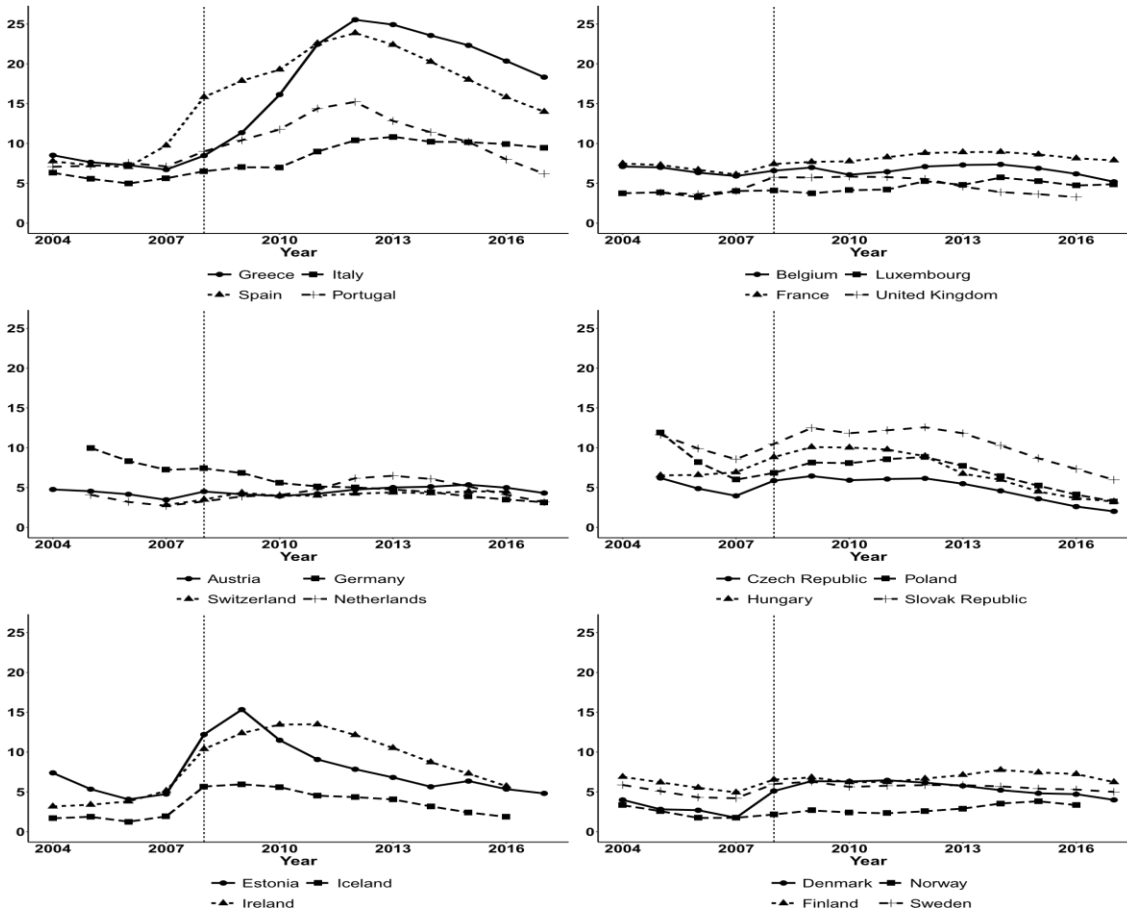 25
20
15
10
5
0
2004 2007 2010 2013 2016
Year
Greece Italy
Spain Portugal
25
20
15
10
5
0
2004 2007 2010 2013 2016
Year
Belgium Luxembourg
France United Kingdom
25
20
15
10
5
0
2004 2007 2010 2013 2016
Year
Austria Germany
Switzerland Netherlands
25
20
15
10
5
0
2004 2007 2010 2013 2016
Year
Czech Republic Poland
Hungary Slovak Republic
25
20
15
10
5
0
2004 2007 2010 2013 2016
Year
Estonia Iceland
Ireland
25
20
15
10
5
0
2004 2007 2010 2013 2016
Year
Denmark Norway
Finland Sweden